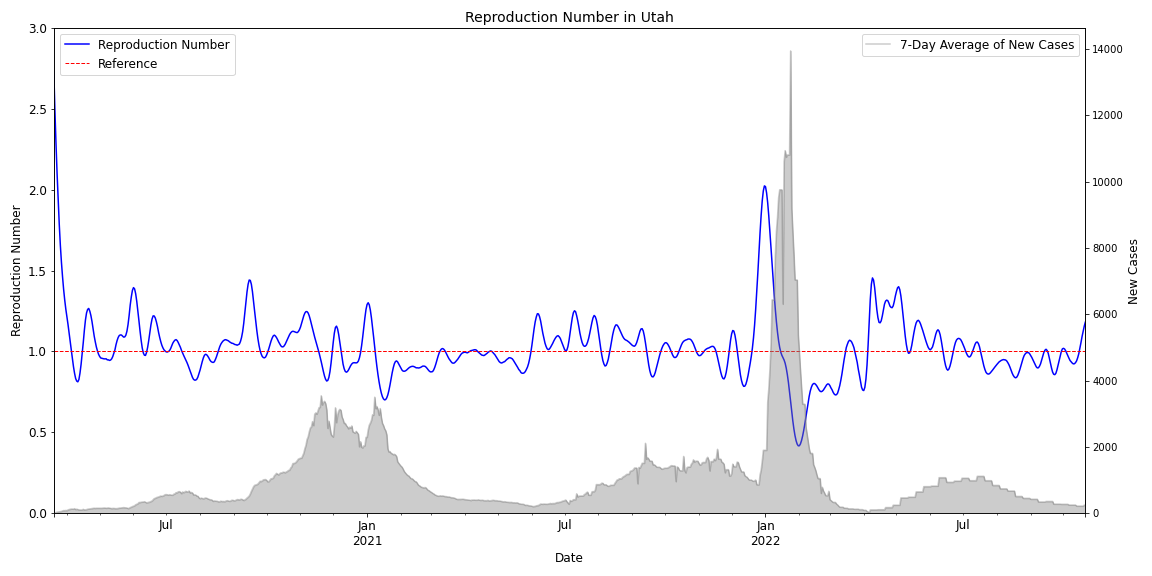 Reproduction Number in Utah
Reproduction Number
Reference
7-Day Average of New Cases
3.0
2.5
2.0
1.5
1.0
0.5
0.0
Reproduction Number
14000
12000
10000
8000
6000
4000
2000
0
New Cases
Jul
Jan
2021
Jul
Jan
2022
Jul
Date